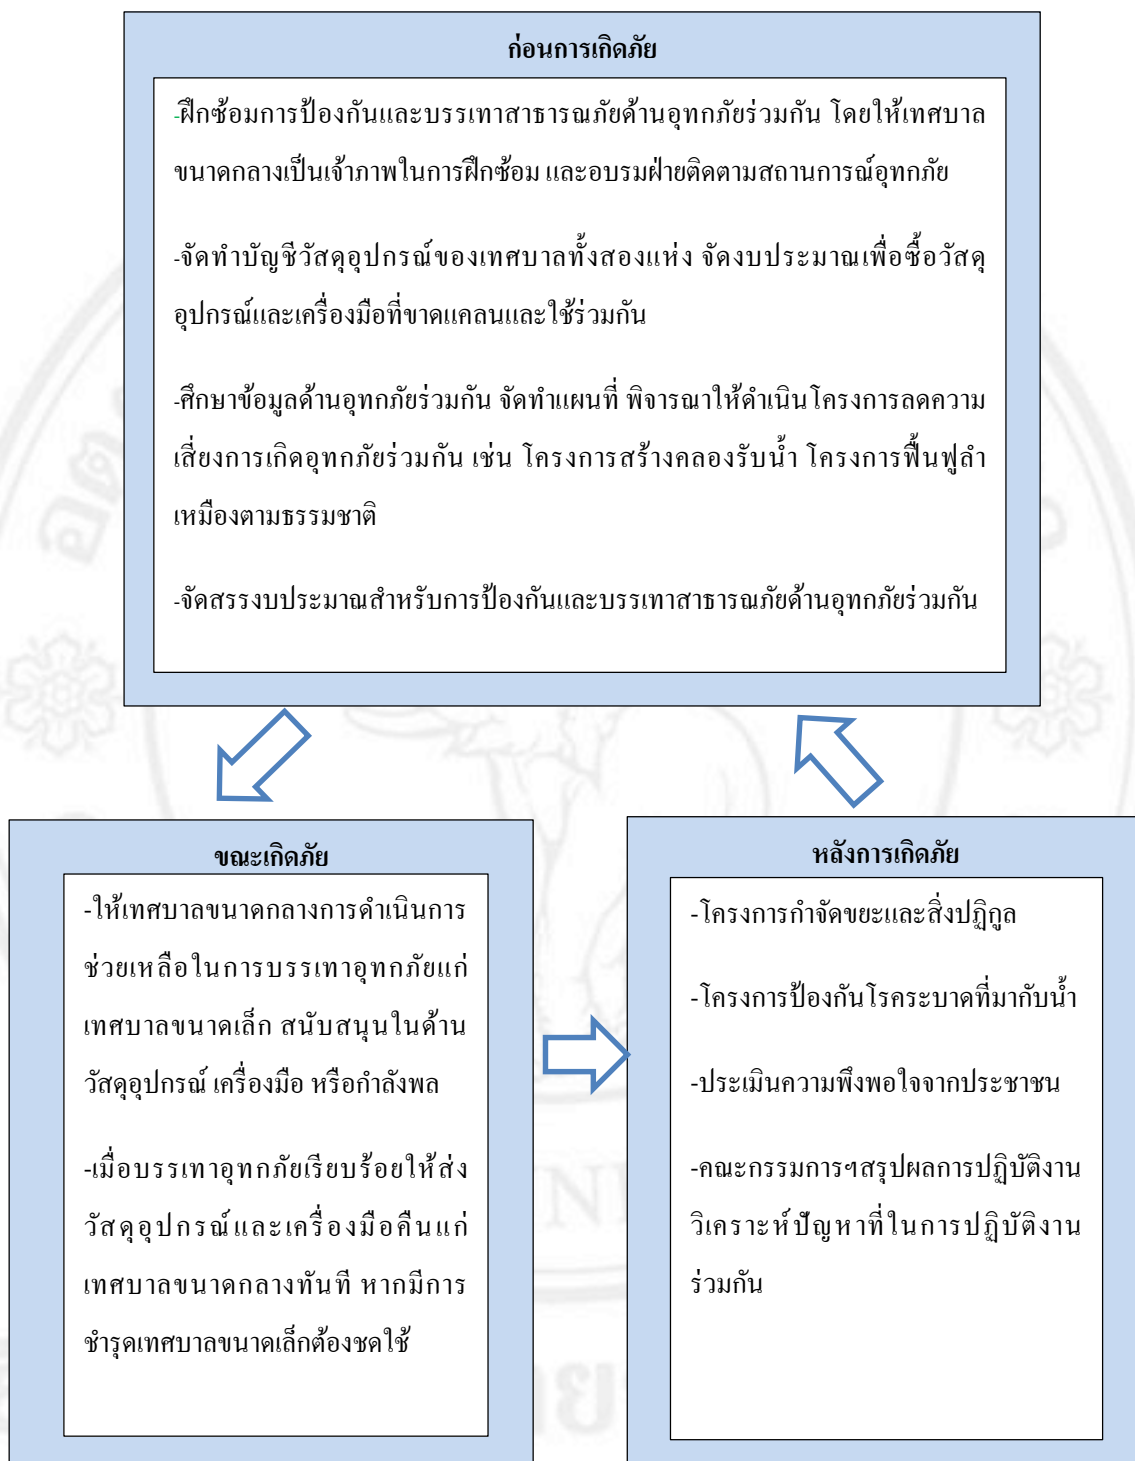 ก่อนการเกิดภัย
-ฝึกซ้อมการป้องกันและบรรเทาสาธารณภัยด้านอุทกภัยร่วมกัน โดยให้เทศบาล
ขนาดกลางเป็นเจ้าภาพในการฝึกซ้อม และอบรมฝ่ายติดตามสถานการณ์อุทกภัย
-จัดทำบัญชีวัสดุอุปกรณ์ของเทศบาลทั้งสองแห่ง จัดงบประมาณเพื่อซื้อวัสดุ
อุปกรณ์และเครื่องมือที่ขาดแคลนและใช้ร่วมกัน
-ศึกษาข้อมูลด้านอุทกภัยร่วมกัน จัดทำแผนที่ พิจารณาให้ดำเนินโครงการลดความ
เสี่ยงการเกิดอุทกภัยร่วมกัน เช่น โครงการสร้างคลองรับน้ำ โครงการฟื้นฟูลำ
เหมืองตามธรรมชาติ
-จัดสรรงบประมาณสำหรับการป้องกันและบรรเทาสาธารณภัยด้านอุทกภัยร่วมกัน
ขณะเกิดภัย
-ให้เทศบาลขนาดกลางการดำเนินการ
ช่วยเหลือในการบรรเทาอุทกภัยแก่
เทศบาลขนาดเล็ก สนับสนุนในด้าน
วัสดุอุปกรณ์ เครื่องมือ หรือกำลังพล
-เมื่อบรรเทาอุทกภัยเรียบร้อยให้ส่ง
วัสดุอุปกรณ์และเครื่องมือคืนแก่
เทศบาลขนาดกลางทันที หากมีการ
ชำรุดเทศบาลขนาดเล็กต้องชดใช้
หลังการเกิดภัย
-โครงการกำจัดขยะและสิ่งปฏิกูล
-โครงการป้องกันโรคระบาดที่มากับน้ำ
-ประเมินความพึงพอใจจากประชาชน
-คณะกรรมการฯสรุปผลการปฏิบัติงาน
วิเคราะห์ปัญหาที่ในการปฏิบัติงาน
ร่วมกัน